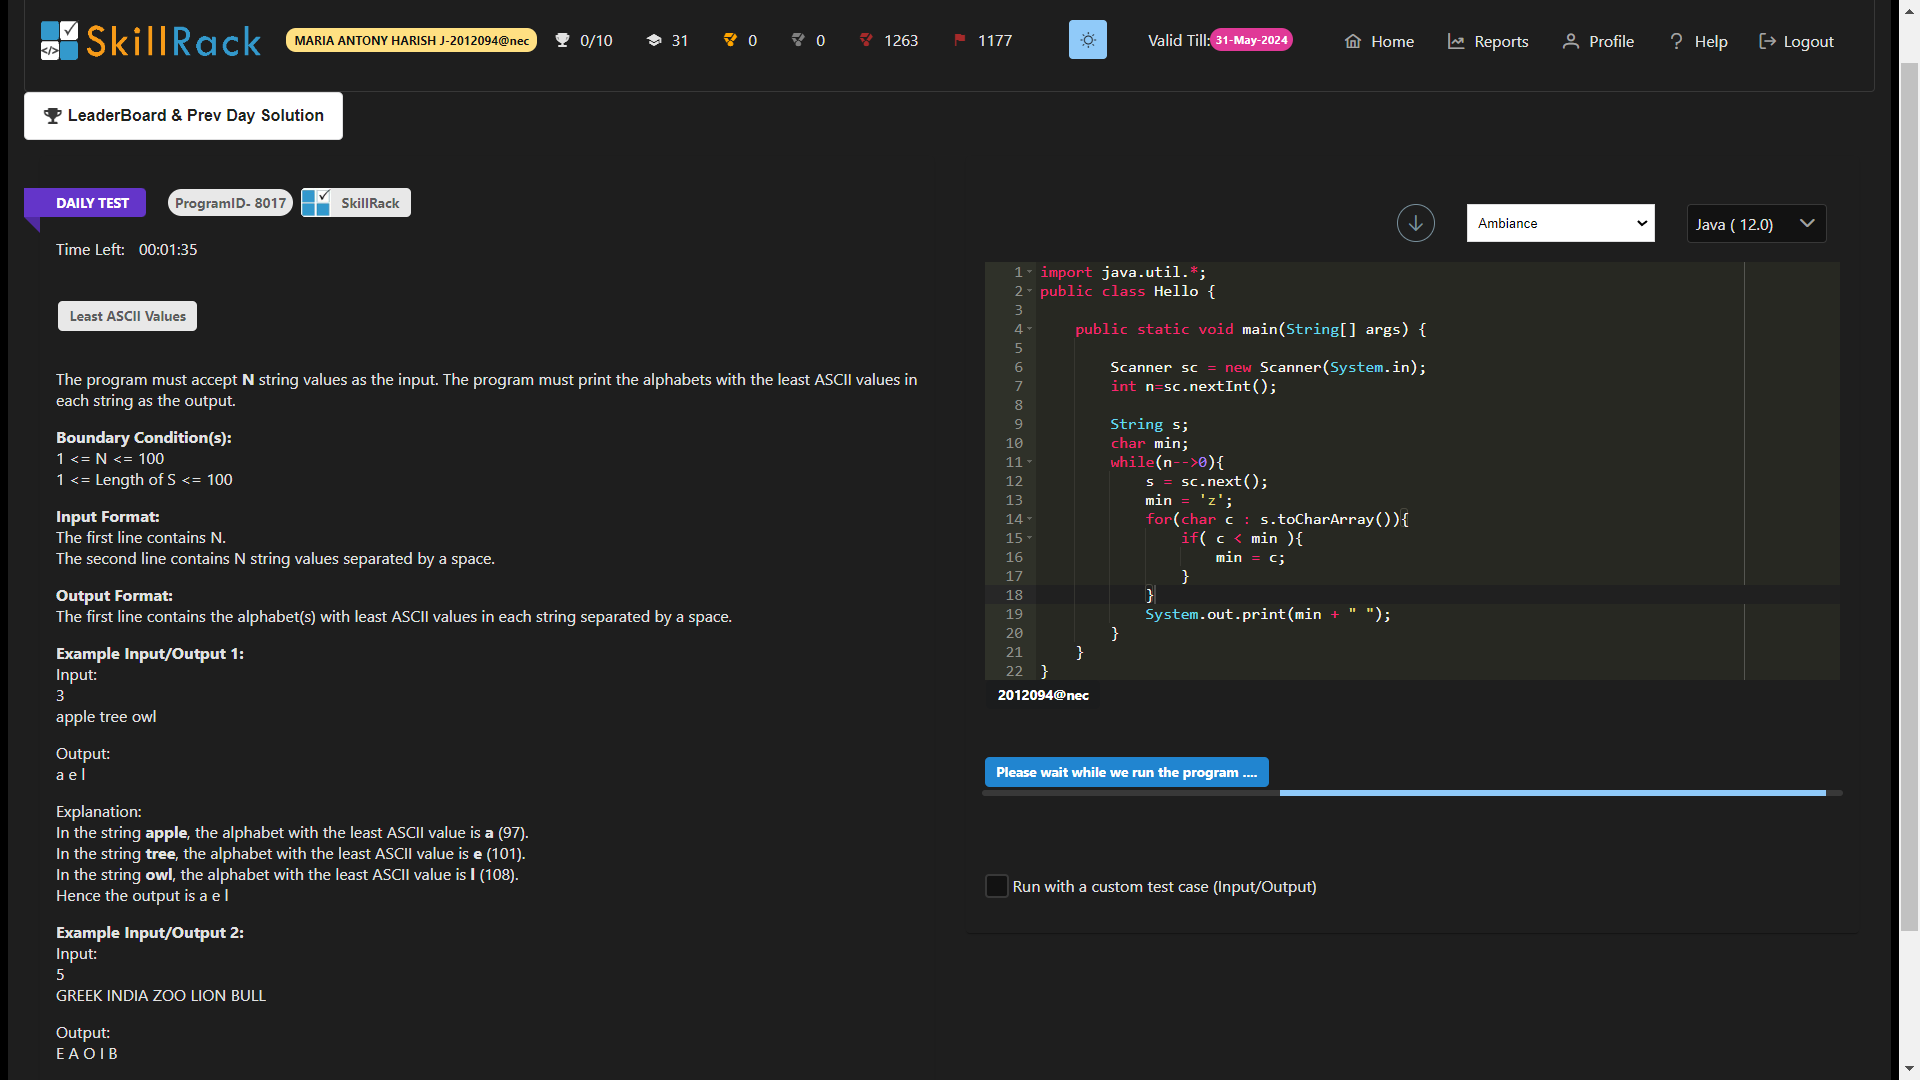 SkillRack
MARIA ANTONY HARISH J-2012094@nec
0/10
31
0
0
1263
1177
Valid Till: 31-May-2024
Home
Reports
Profile
? Help
Logout
LeaderBoard & Prev Day Solution
DAILY TEST
ProgramID- 8017
SkillRack
Time Left: 00:01:35
Least ASCII Values
The program must accept N string values as the input. The program must print the alphabets with the least ASCII values in
each string as the output.
Boundary Condition(s):
1 <= N <= 100
1 <= Length of S <= 100
Input Format:
The first line contains N.
The second line contains N string values separated by a space.
Output Format:
The first line contains the alphabet(s) with least ASCII values in each string separated by a space.
Example Input/Output 1:
Input:
3
apple tree owl
Output:
a e l
Explanation:
In the string apple, the alphabet with the least ASCII value is a (97).
In the string tree, the alphabet with the least ASCII value is e (101).
In the string owl, the alphabet with the least ASCII value is l (108).
Hence the output is a e l
Example Input/Output 2:
Input:
5
GREEK INDIA ZOO LION BULL
Output:
E A O I B
Ambiance
Java ( 12.0)
1 import java.util.*;
2 public class Hello {
3
4 public static void main(String[] args) {
5
6 Scanner sc = new Scanner(System.in);
7 int n=sc.nextInt();
8
9 String s;
10 char min;
11 while(n-->0){
12 s = sc.next();
13 min = 'z';
14 for(char c : s.toCharArray()){
15 if( c < min ){
16 min = c;
17 }
18 }
19 System.out.print(min + " ");
20 }
21 }
22 }
2012094@nec
Please wait while we run the program ....
Run with a custom test case (Input/Output)